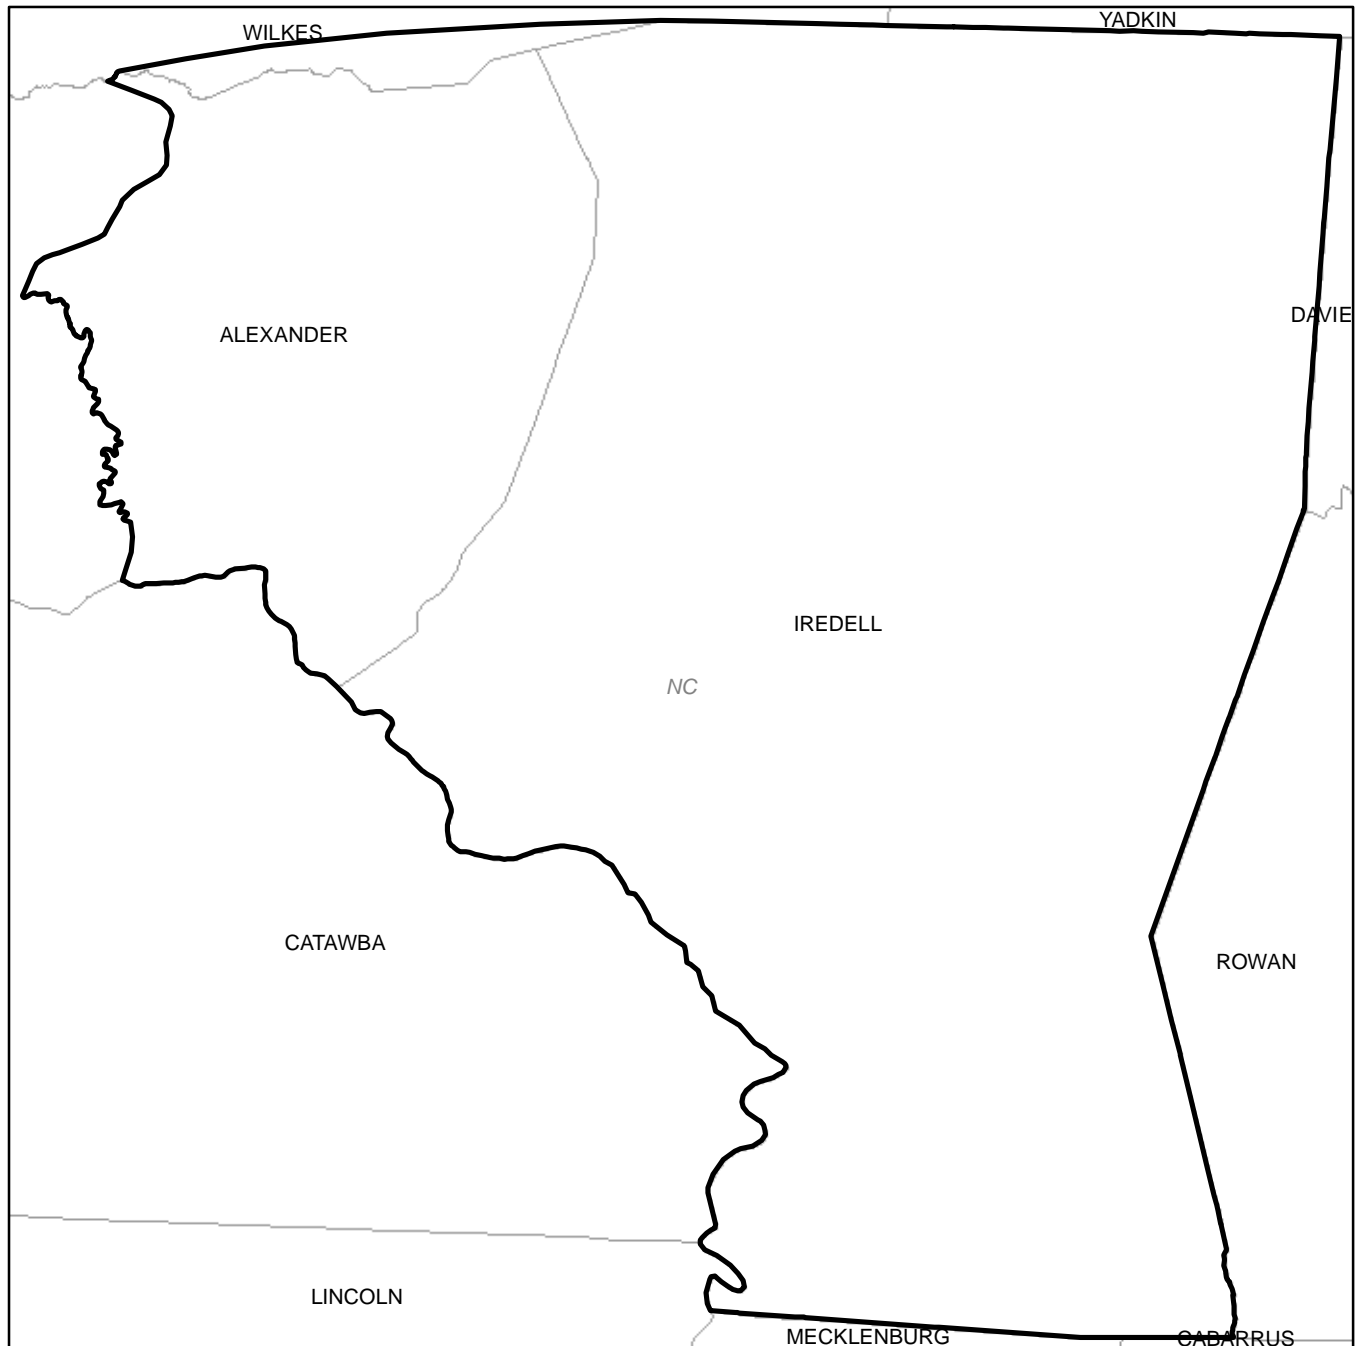 YADKIN
WILKES
DAVIE
ALEXANDER
IREDELL
NC
CATAWBA
ROWAN
LINCOLN
MECKLENBURG
CABARRUS